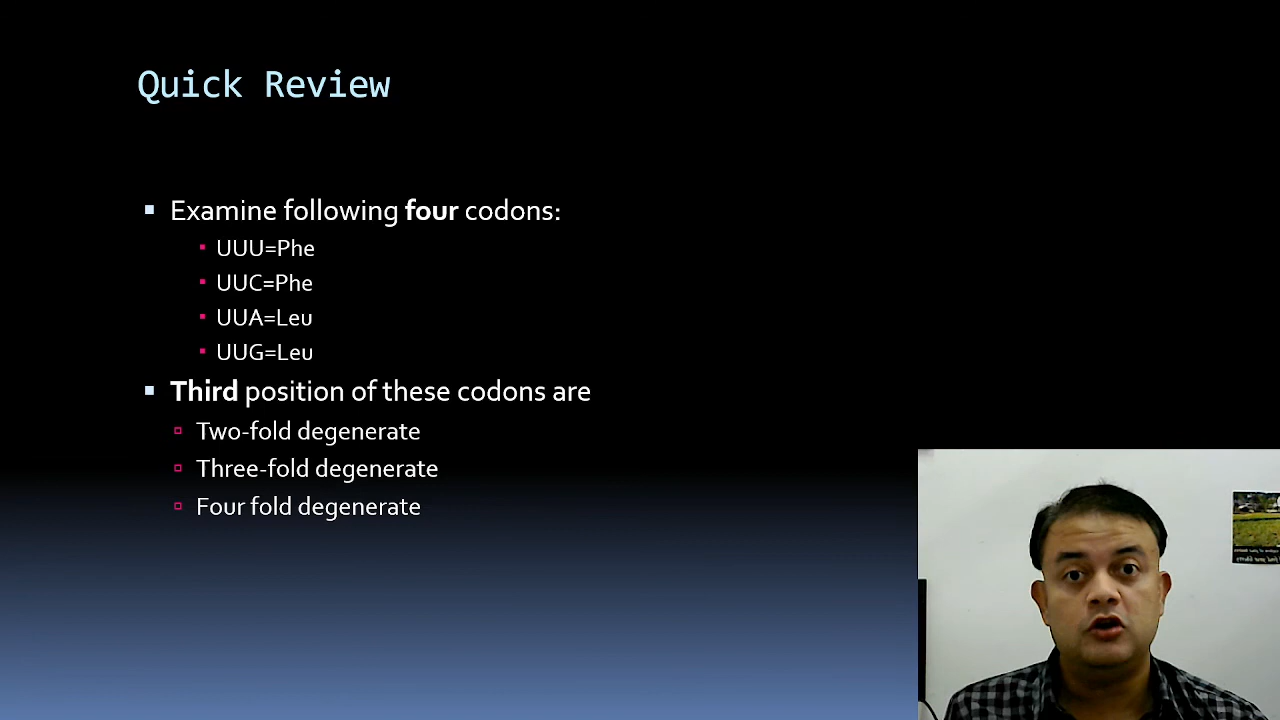 Quick Review
Examine following four codons:
UUU=Phe
UUC=Phe
UUA=Leu
UUG=Leu
Third position of these codons are
Two-fold degenerate
Three-fold degenerate
Four fold degenerate